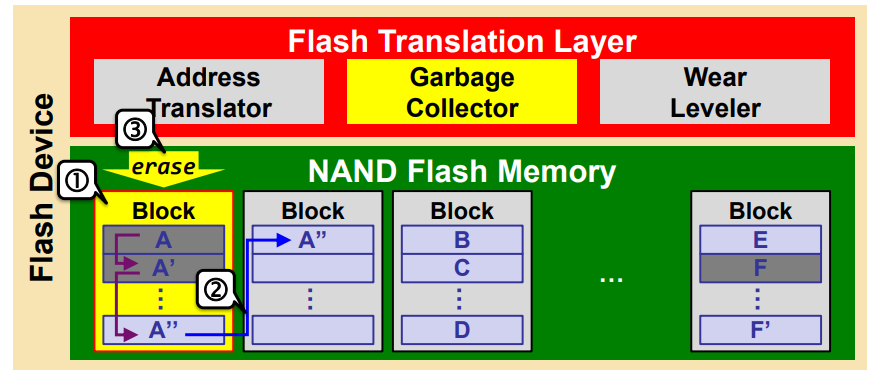 Flash Translation Layer
Address
Translator
Garbage
Collector
Wear
Leveler
Flash Device
③
erase
NAND Flash Memory
①
Block
A
A’
⋮
A’’
②
Block
A”
⋮
Block
B
C
⋮
D
...
Block
E
F
⋮
F’